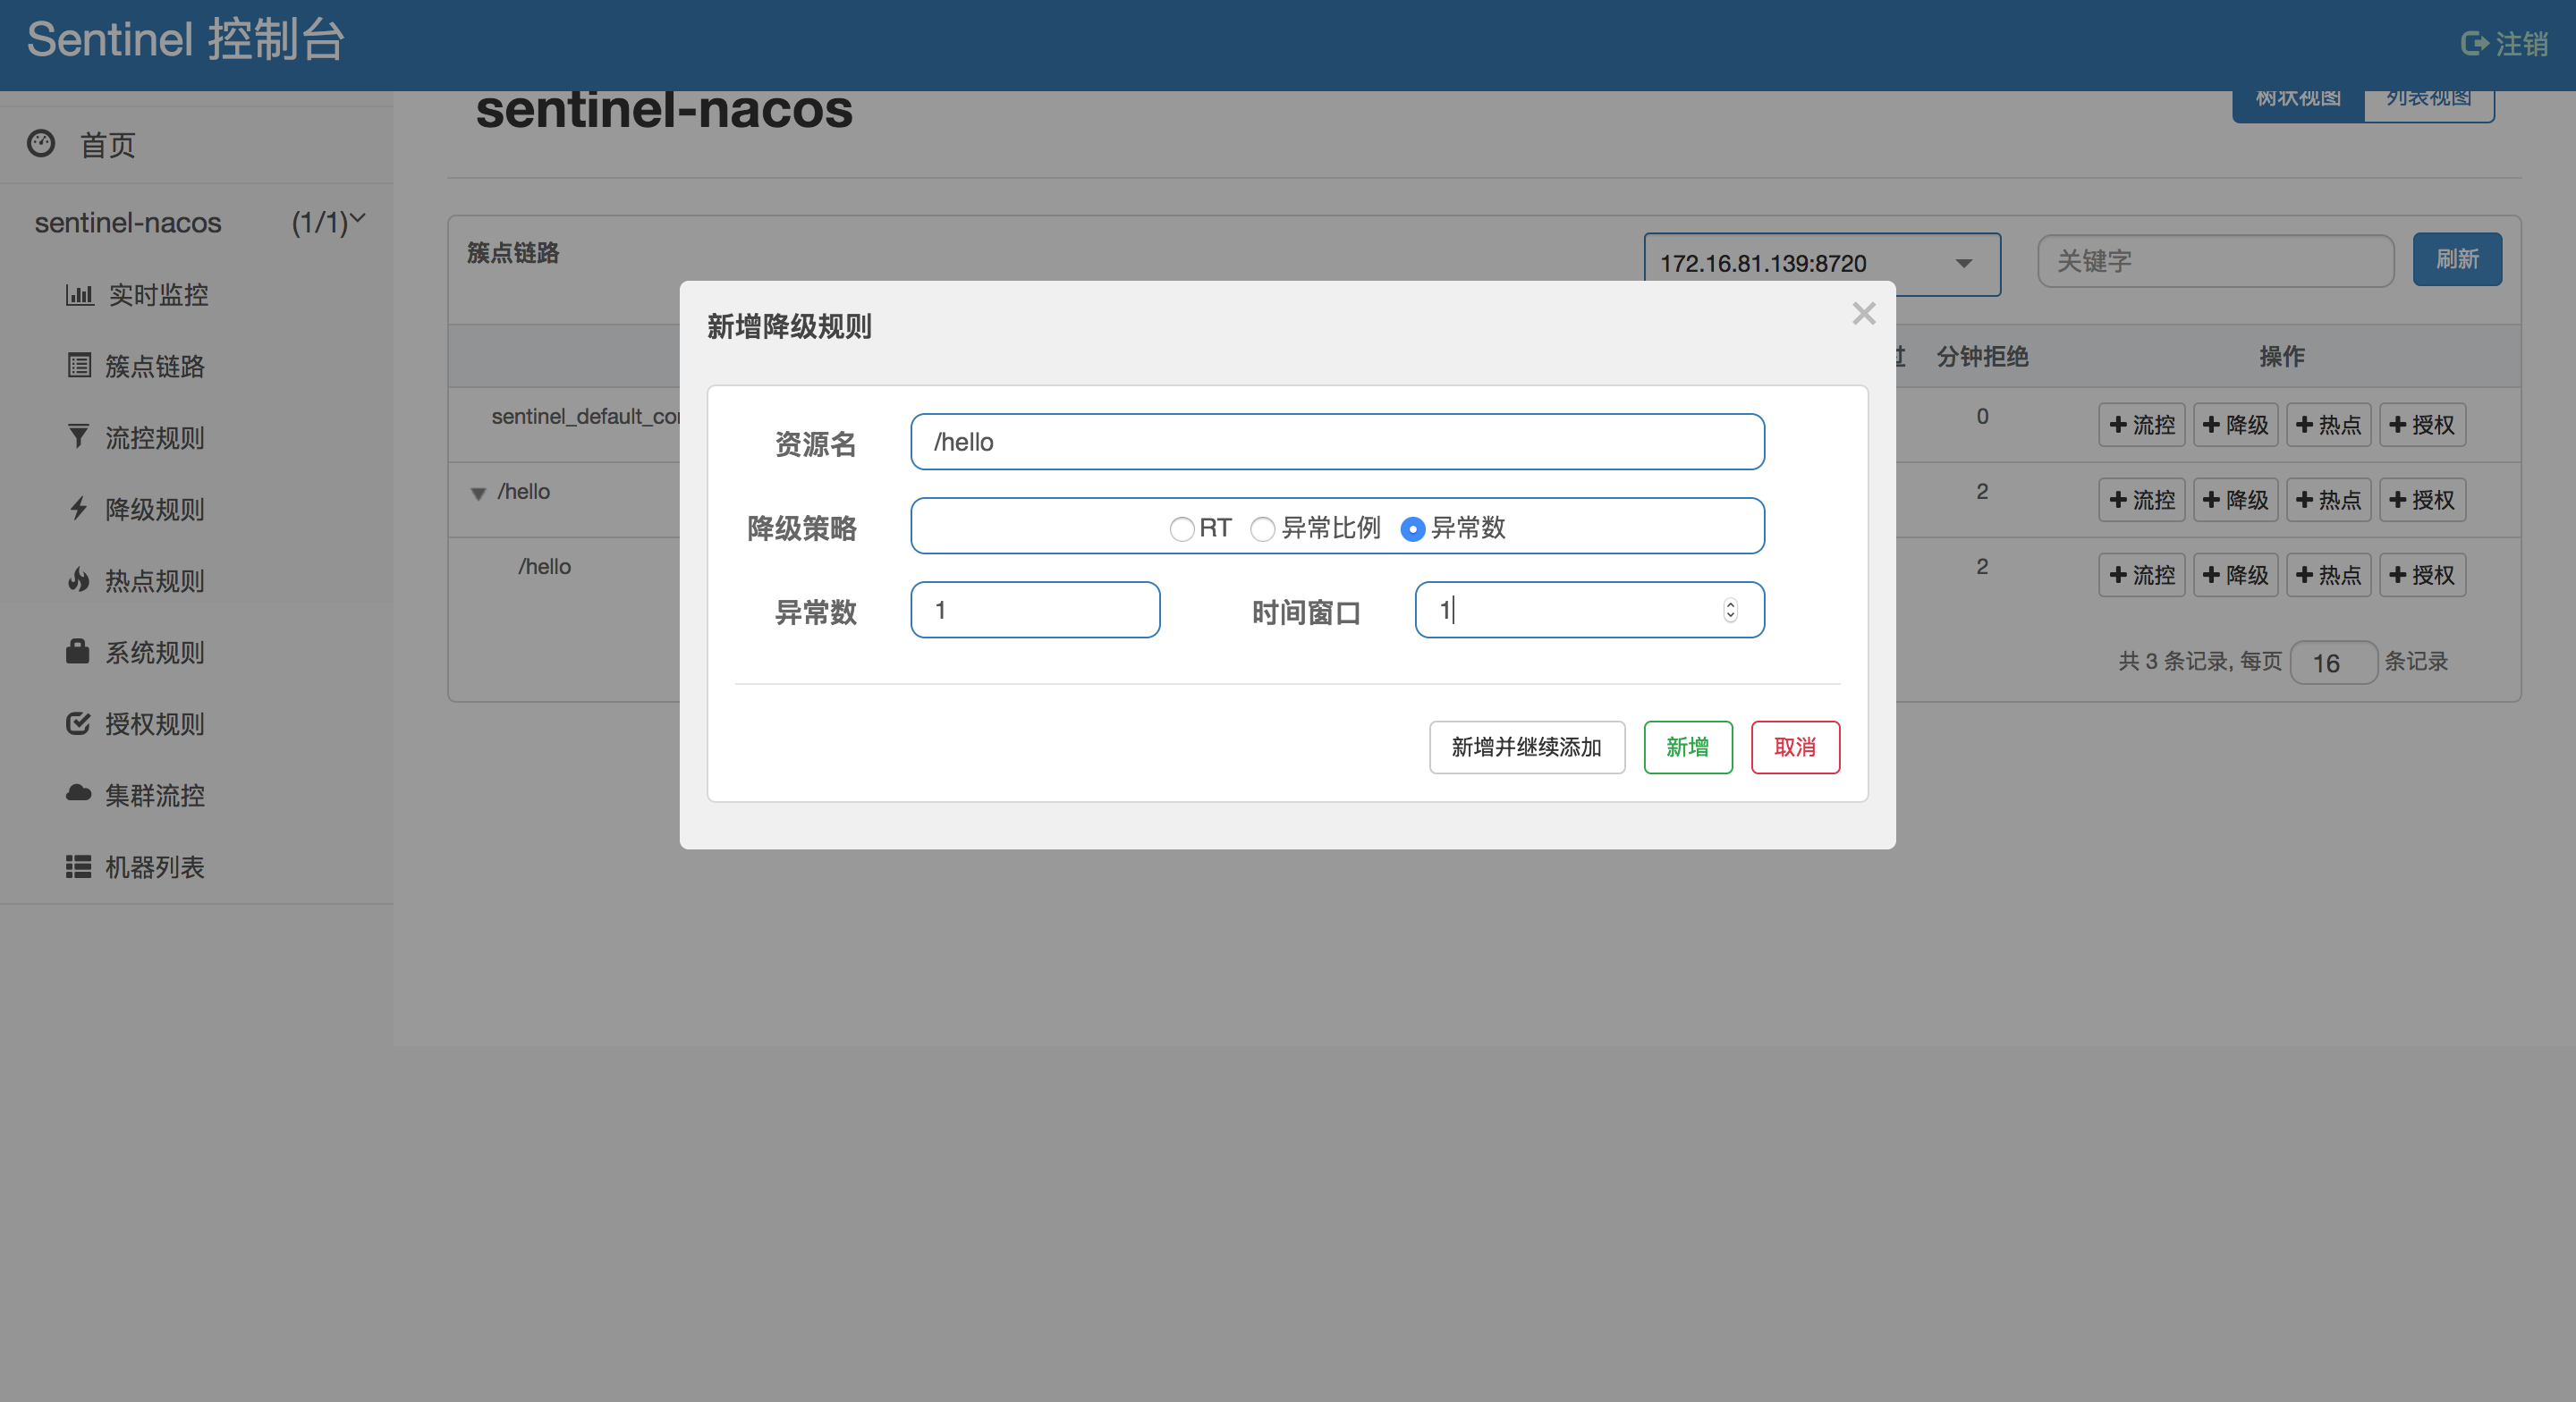 Sentinel 控制台
注销
首页
sentinel-nacos (1/1)
实时监控
簇点链路
流控规则
降级规则
热点规则
系统规则
授权规则
集群流控
机器列表
sentinel-nacos
树状视图 列表视图
簇点链路
172.16.81.139:8720 关键字 刷新
分钟拒绝 操作
sentinel_default_con 0 流控 降级 热点 授权
/hello 2 流控 降级 热点 授权
/hello 2 流控 降级 热点 授权
共 3 条记录, 每页 16 条记录
新增降级规则
资源名 /hello
降级策略 RT 异常比例 异常数
异常数 1 时间窗口 1
新增并继续添加 新增 取消